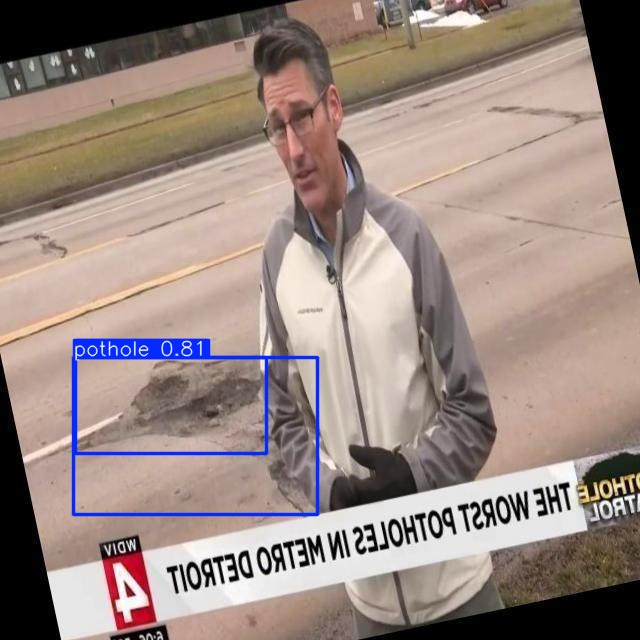 pothole 0.81
THE WORST POTHOLES IN METRO DETROIT
POTHOLE
PATROL
WDIV
4